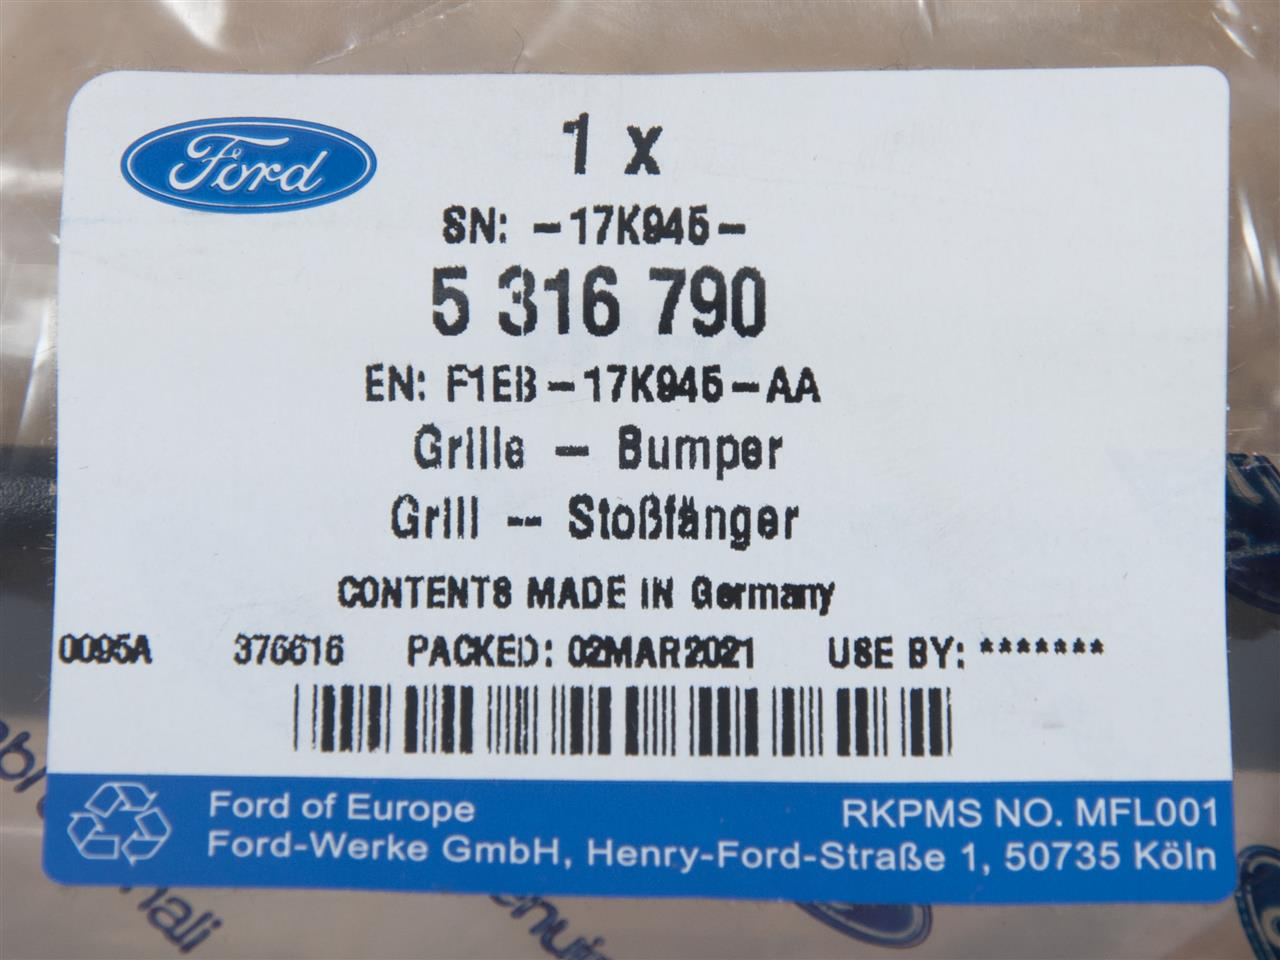 Ford
1 x
SN: -17K945-
5 316 790
EN: F1EB-17K945-AA
Grille - Bumper
Grill -- Stoßfänger
CONTENTS MADE IN Germany
0095A 376616 PACKED: 02MAR2021 USE BY: *******
Ford of Europe RKPMS NO. MFL001
Ford-Werke GmbH, Henry-Ford-Straße 1, 50735 Köln